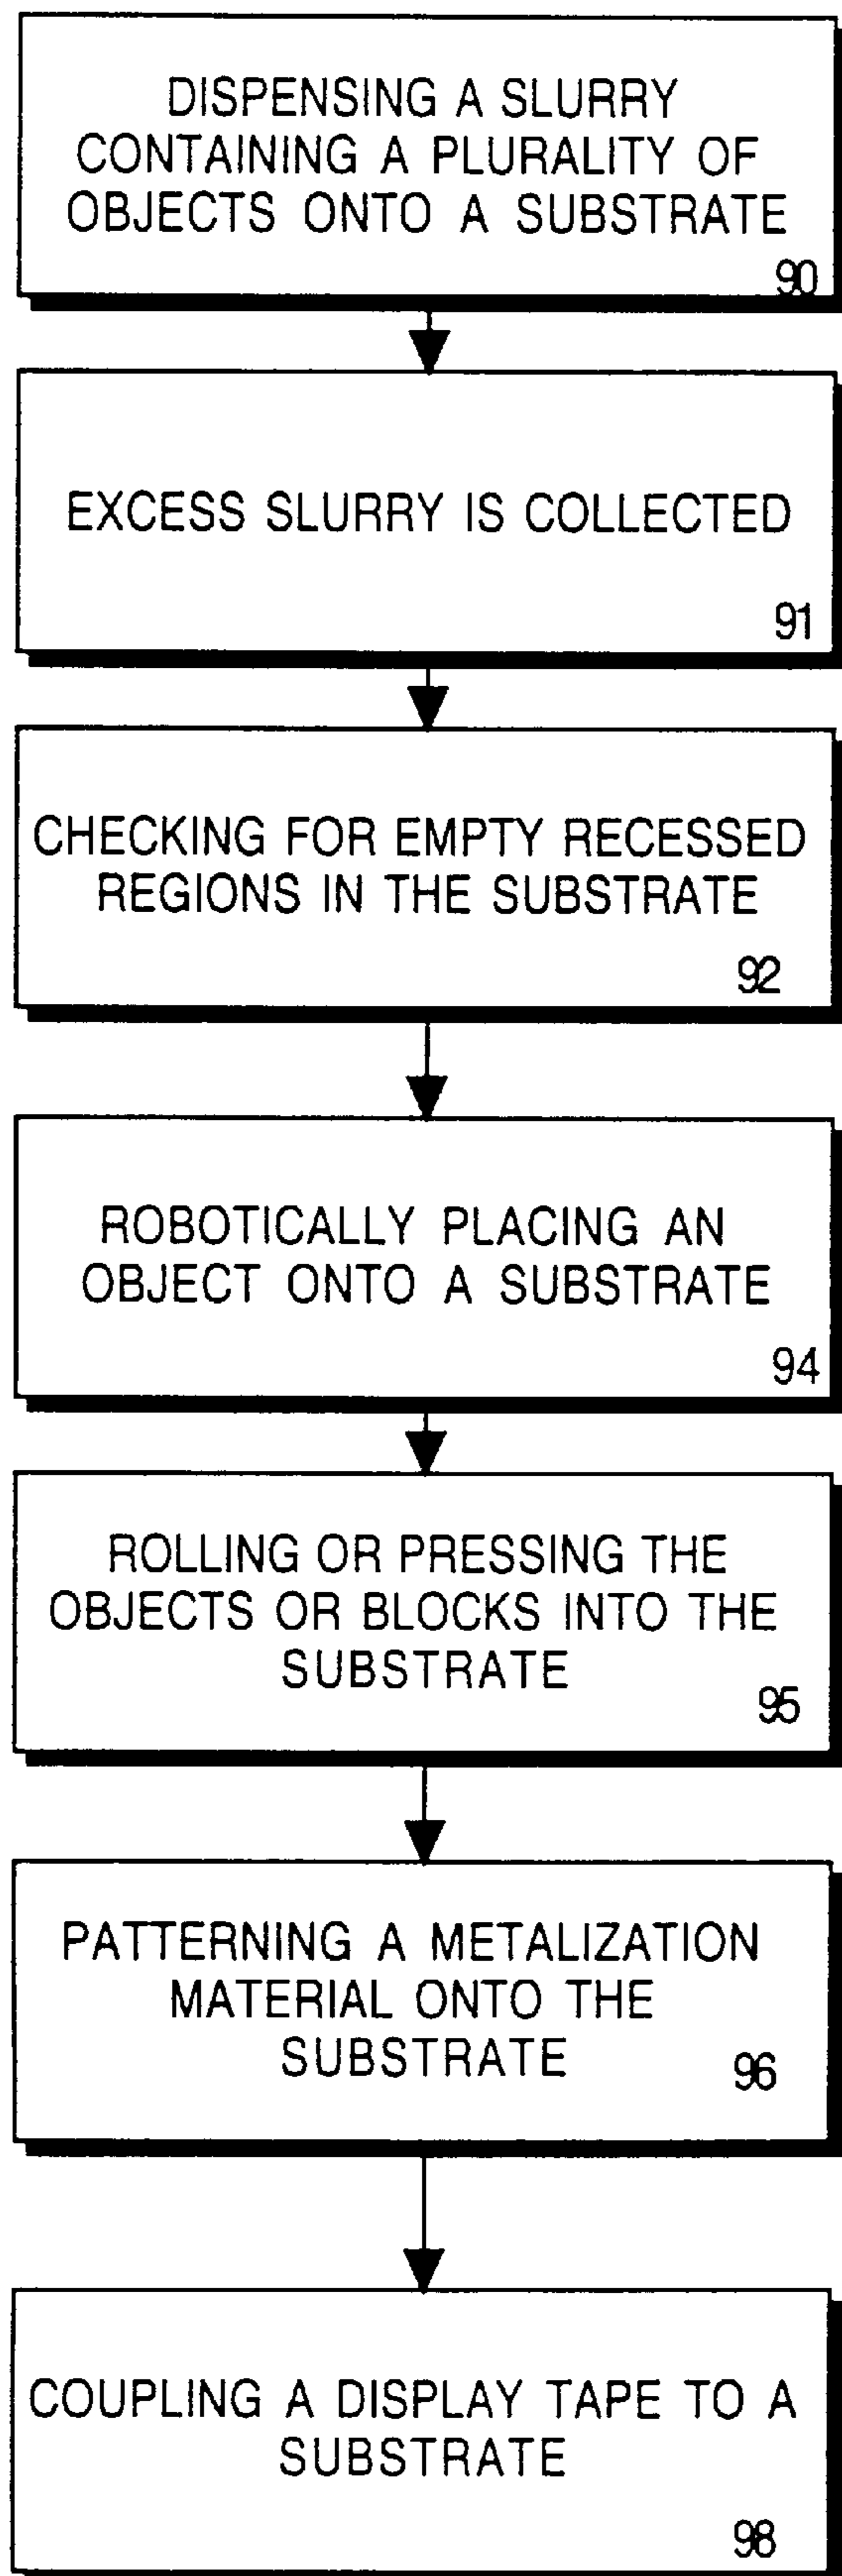 DISPENSING A SLURRY
CONTAINING A PLURALITY OF
OBJECTS ONTO A SUBSTRATE
90
EXCESS SLURRY IS COLLECTED
91
CHECKING FOR EMPTY RECESSED
REGIONS IN THE SUBSTRATE
92
ROBOTICALLY PLACING AN
OBJECT ONTO A SUBSTRATE
94
ROLLING OR PRESSING THE
OBJECTS OR BLOCKS INTO THE
SUBSTRATE
95
PATTERNING A METALIZATION
MATERIAL ONTO THE
SUBSTRATE
96
COUPLING A DISPLAY TAPE TO A
SUBSTRATE
98